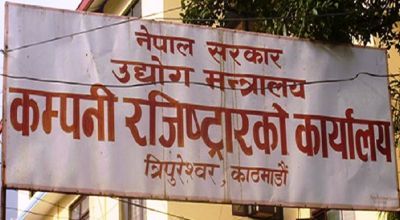 नेपाल सरकार
उद्योग मन्त्रालय
कम्पनी रजिष्ट्रारको कार्यालय
त्रिपुरेश्वर, काठमाडौं